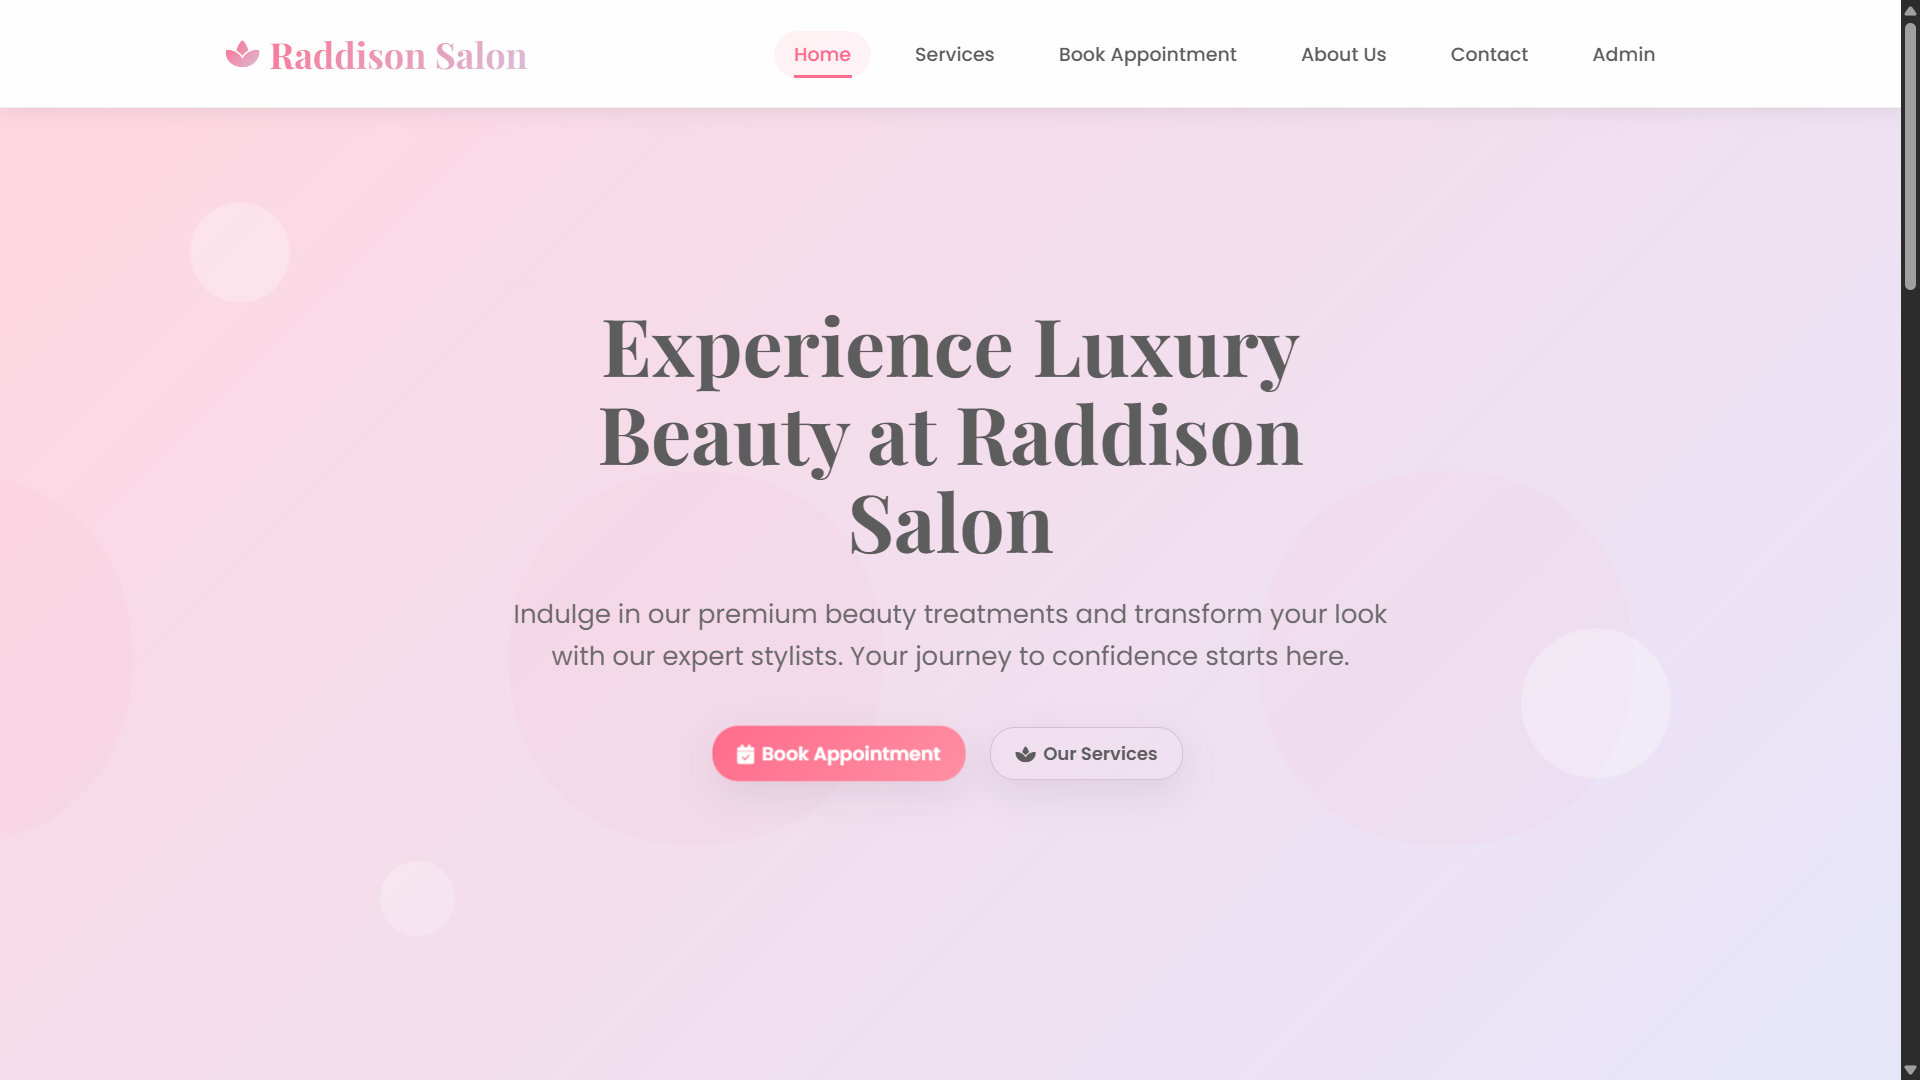 Raddison Salon
Home
Services
Book Appointment
About Us
Contact
Admin
Experience Luxury
Beauty at Raddison
Salon
Indulge in our premium beauty treatments and transform your look
with our expert stylists. Your journey to confidence starts here.
Book Appointment
Our Services